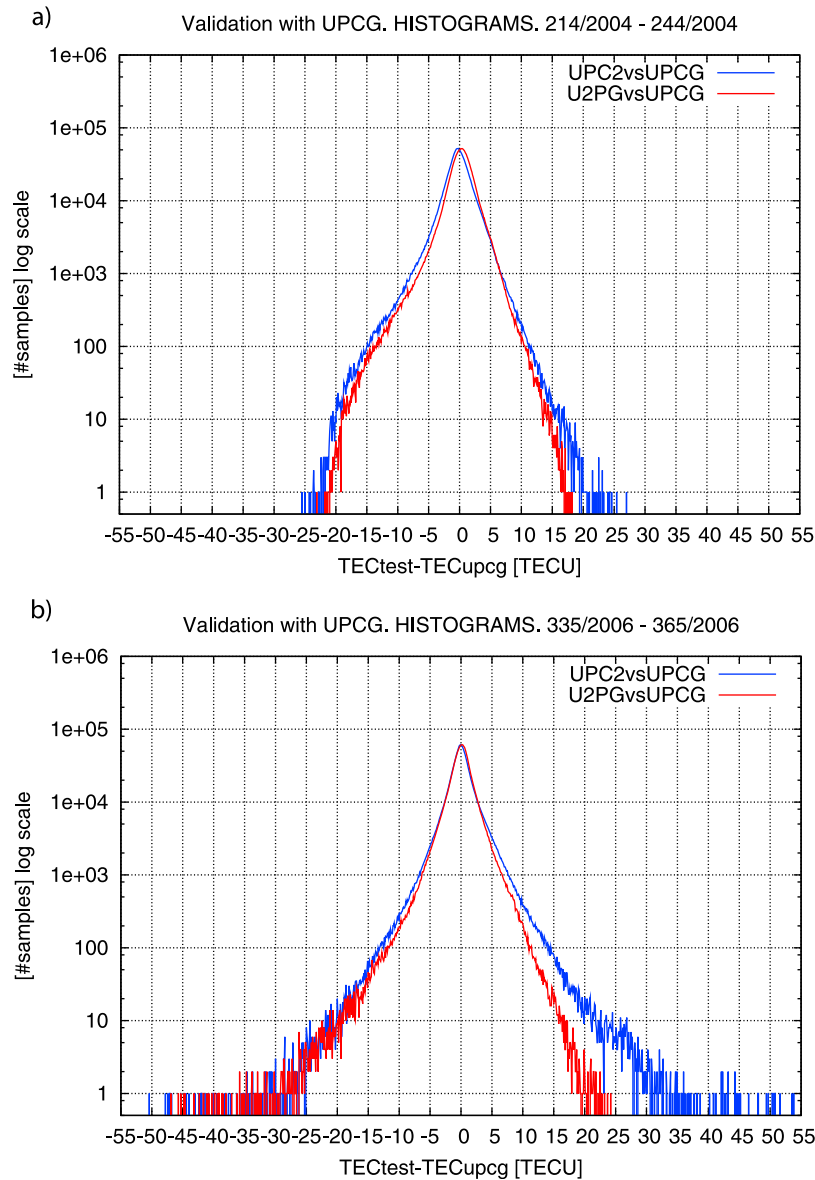 a)
Validation with UPCG. HISTOGRAMS. 214/2004 - 244/2004
1e+06
1e+05
1e+04
1e+03
100
10
1
[#samples] log scale
UPC2vsUPCG
U2PGvsUPCG
-55-50-45-40-35-30-25-20-15-10 -5 0 5 10 15 20 25 30 35 40 45 50 55
TECtest-TECupcg [TECU]
b)
Validation with UPCG. HISTOGRAMS. 335/2006 - 365/2006
1e+06
1e+05
1e+04
1e+03
100
10
1
[#samples] log scale
UPC2vsUPCG
U2PGvsUPCG
-55-50-45-40-35-30-25-20-15-10 -5 0 5 10 15 20 25 30 35 40 45 50 55
TECtest-TECupcg [TECU]